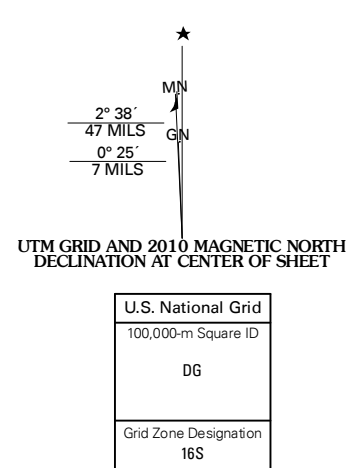 MN
2° 38´
47 MILS
GN
0° 25´
7 MILS
UTM GRID AND 2010 MAGNETIC NORTH
DECLINATION AT CENTER OF SHEET
U.S. National Grid
100,000-m Square ID
DG
Grid Zone Designation
16S